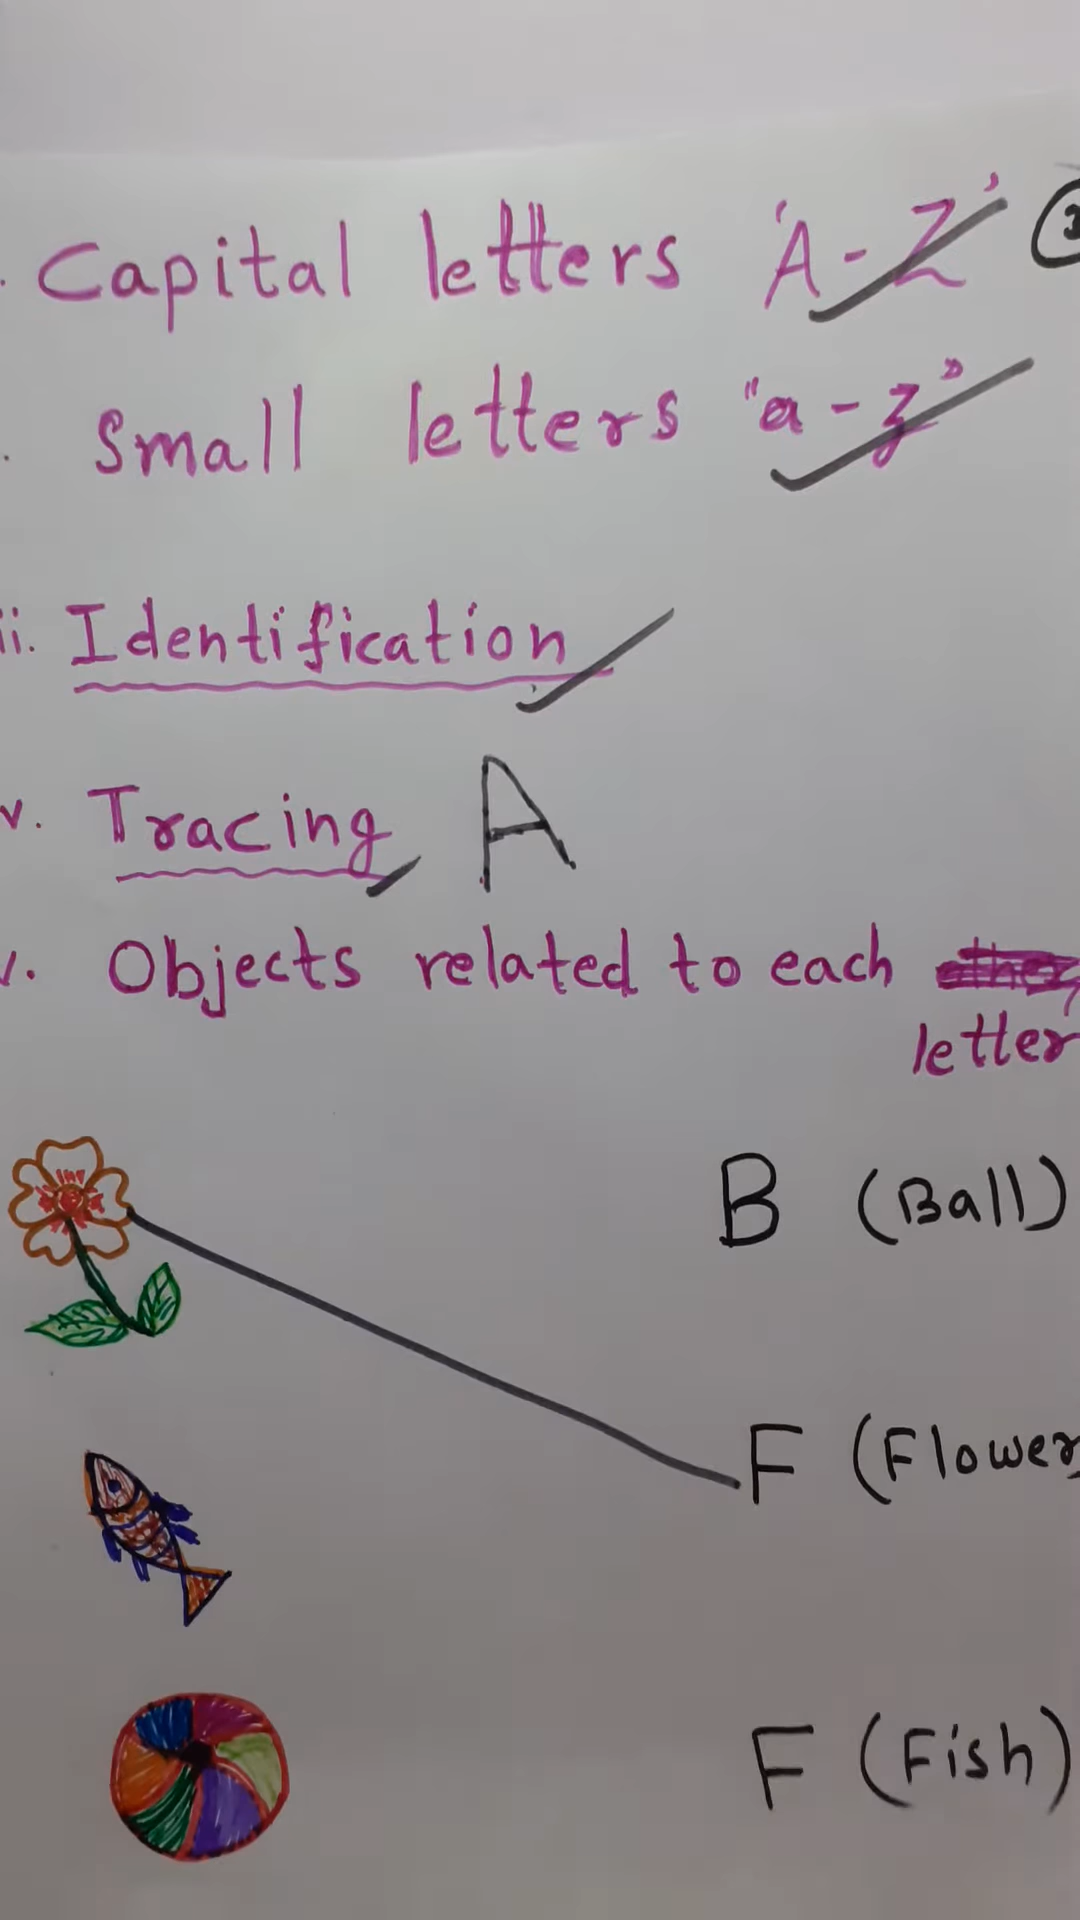 . Capital letters 'A-Z'
. Small letters "a-z"
ii. Identification
v. Tracing A
v. Objects related to each
letter
B (Ball)
F (Flower
F (Fish)